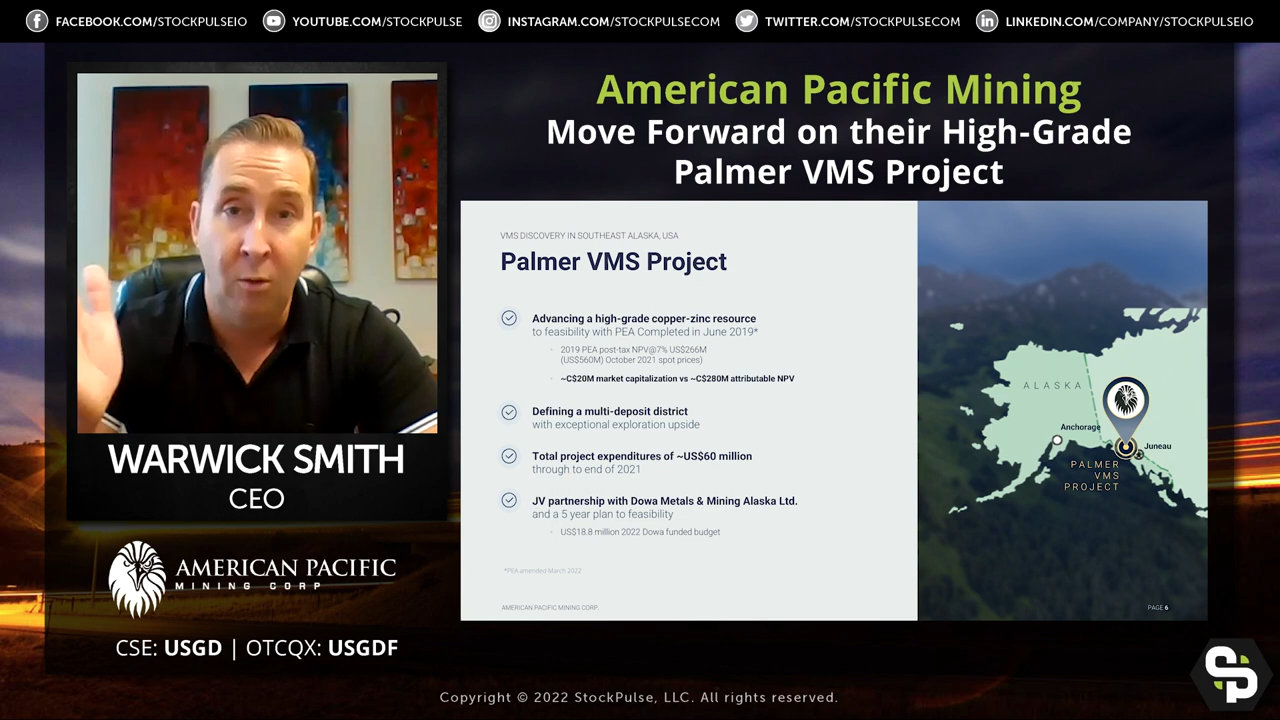 FACEBOOK.COM/STOCKPULSEIO
YOUTUBE.COM/STOCKPULSE
INSTAGRAM.COM/STOCKPULSECOM
TWITTER.COM/STOCKPULSECOM
LINKEDIN.COM/COMPANY/STOCKPULSEIO
American Pacific Mining
Move Forward on their High-Grade
Palmer VMS Project
WARWICK SMITH
CEO
AMERICAN PACIFIC
MINING CORP
CSE: USGD | OTCQX: USGDF
VMS DISCOVERY IN SOUTHEAST ALASKA, USA
Palmer VMS Project
Advancing a high-grade copper-zinc resource
to feasibility with PEA Completed in June 2019*
2019 PEA post-tax NPV@7% US$266M
(US$560M) October 2021 spot prices)
~C$20M market capitalization vs ~C$280M attributable NPV
Defining a multi-deposit district
with exceptional exploration upside
Total project expenditures of ~US$60 million
through to end of 2021
JV partnership with Dowa Metals & Mining Alaska Ltd.
and a 5 year plan to feasibility
US$18.8 million 2022 Dowa funded budget
*PEA amended March 2022
AMERICAN PACIFIC MINING CORP
ALASKA
Anchorage
Juneau
PALMER
VMS
PROJECT
PAGE 6
SP
Copyright © 2022 StockPulse, LLC. All rights reserved.